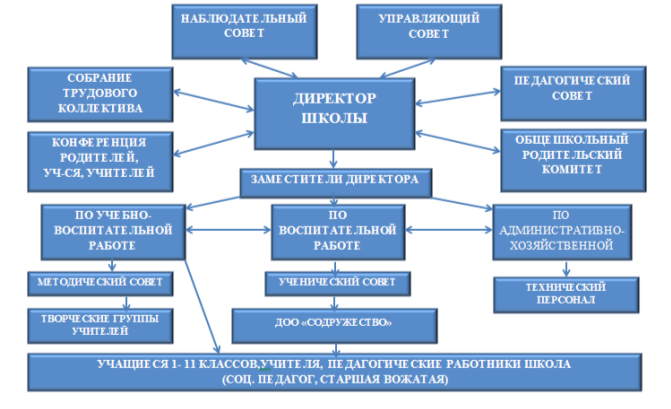 НАБЛЮДАТЕЛЬНЫЙ
СОВЕТ
УПРАВЛЯЮЩИЙ
СОВЕТ
СОБРАНИЕ
ТРУДОВОГО
КОЛЛЕКТИВА
ДИРЕКТОР
ШКОЛЫ
ПЕДАГОГИЧЕСКИЙ
СОВЕТ
КОНФЕРЕНЦИЯ
РОДИТЕЛЕЙ,
УЧ-СЯ, УЧИТЕЛЕЙ
ОБЩЕШКОЛЬНЫЙ
РОДИТЕЛЬСКИЙ
КОМИТЕТ
ЗАМЕСТИТЕЛИ ДИРЕКТОРА
ПО УЧЕБНО-
ВОСПИТАТЕЛЬНОЙ
РАБОТЕ
ПО
ВОСПИТАТЕЛЬНОЙ
РАБОТЕ
ПО
АДМИНИСТРАТИВНО-
ХОЗЯЙСТВЕННОЙ
МЕТОДИЧЕСКИЙ СОВЕТ
УЧЕНИЧЕСКИЙ СОВЕТ
ТЕХНИЧЕСКИЙ
ПЕРСОНАЛ
ТВОРЧЕСКИЕ ГРУППЫ
УЧИТЕЛЕЙ
ДОО «СОДРУЖЕСТВО»
УЧАЩИЕСЯ 1- 11 КЛАССОВ,УЧИТЕЛЯ, ПЕДАГОГИЧЕСКИЕ РАБОТНИКИ ШКОЛА
(СОЦ. ПЕДАГОГ, СТАРШАЯ ВОЖАТАЯ)